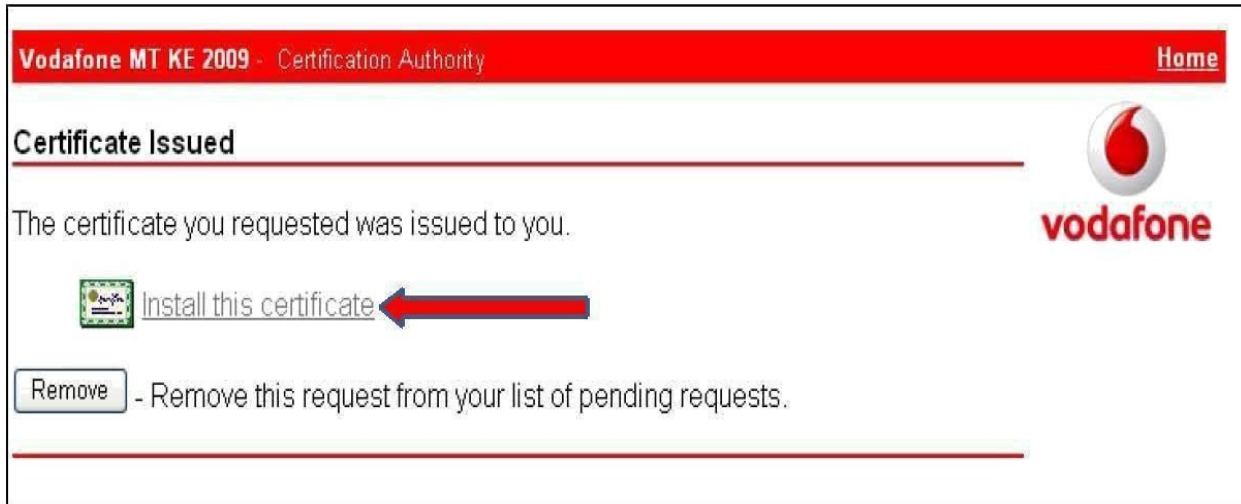 Vodafone MT KE 2009 - Certification Authority
Home
Certificate Issued
vodafone
The certificate you requested was issued to you.
Install this certificate
Remove - Remove this request from your list of pending requests.